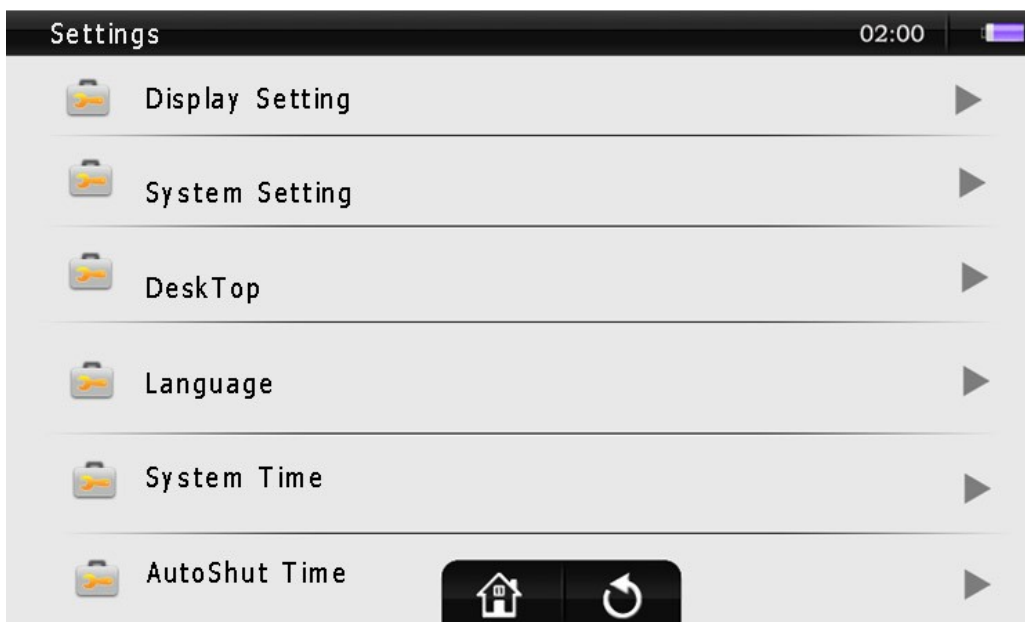 Settings 02:00
Display Setting
System Setting
DeskTop
Language
System Time
AutoShut Time